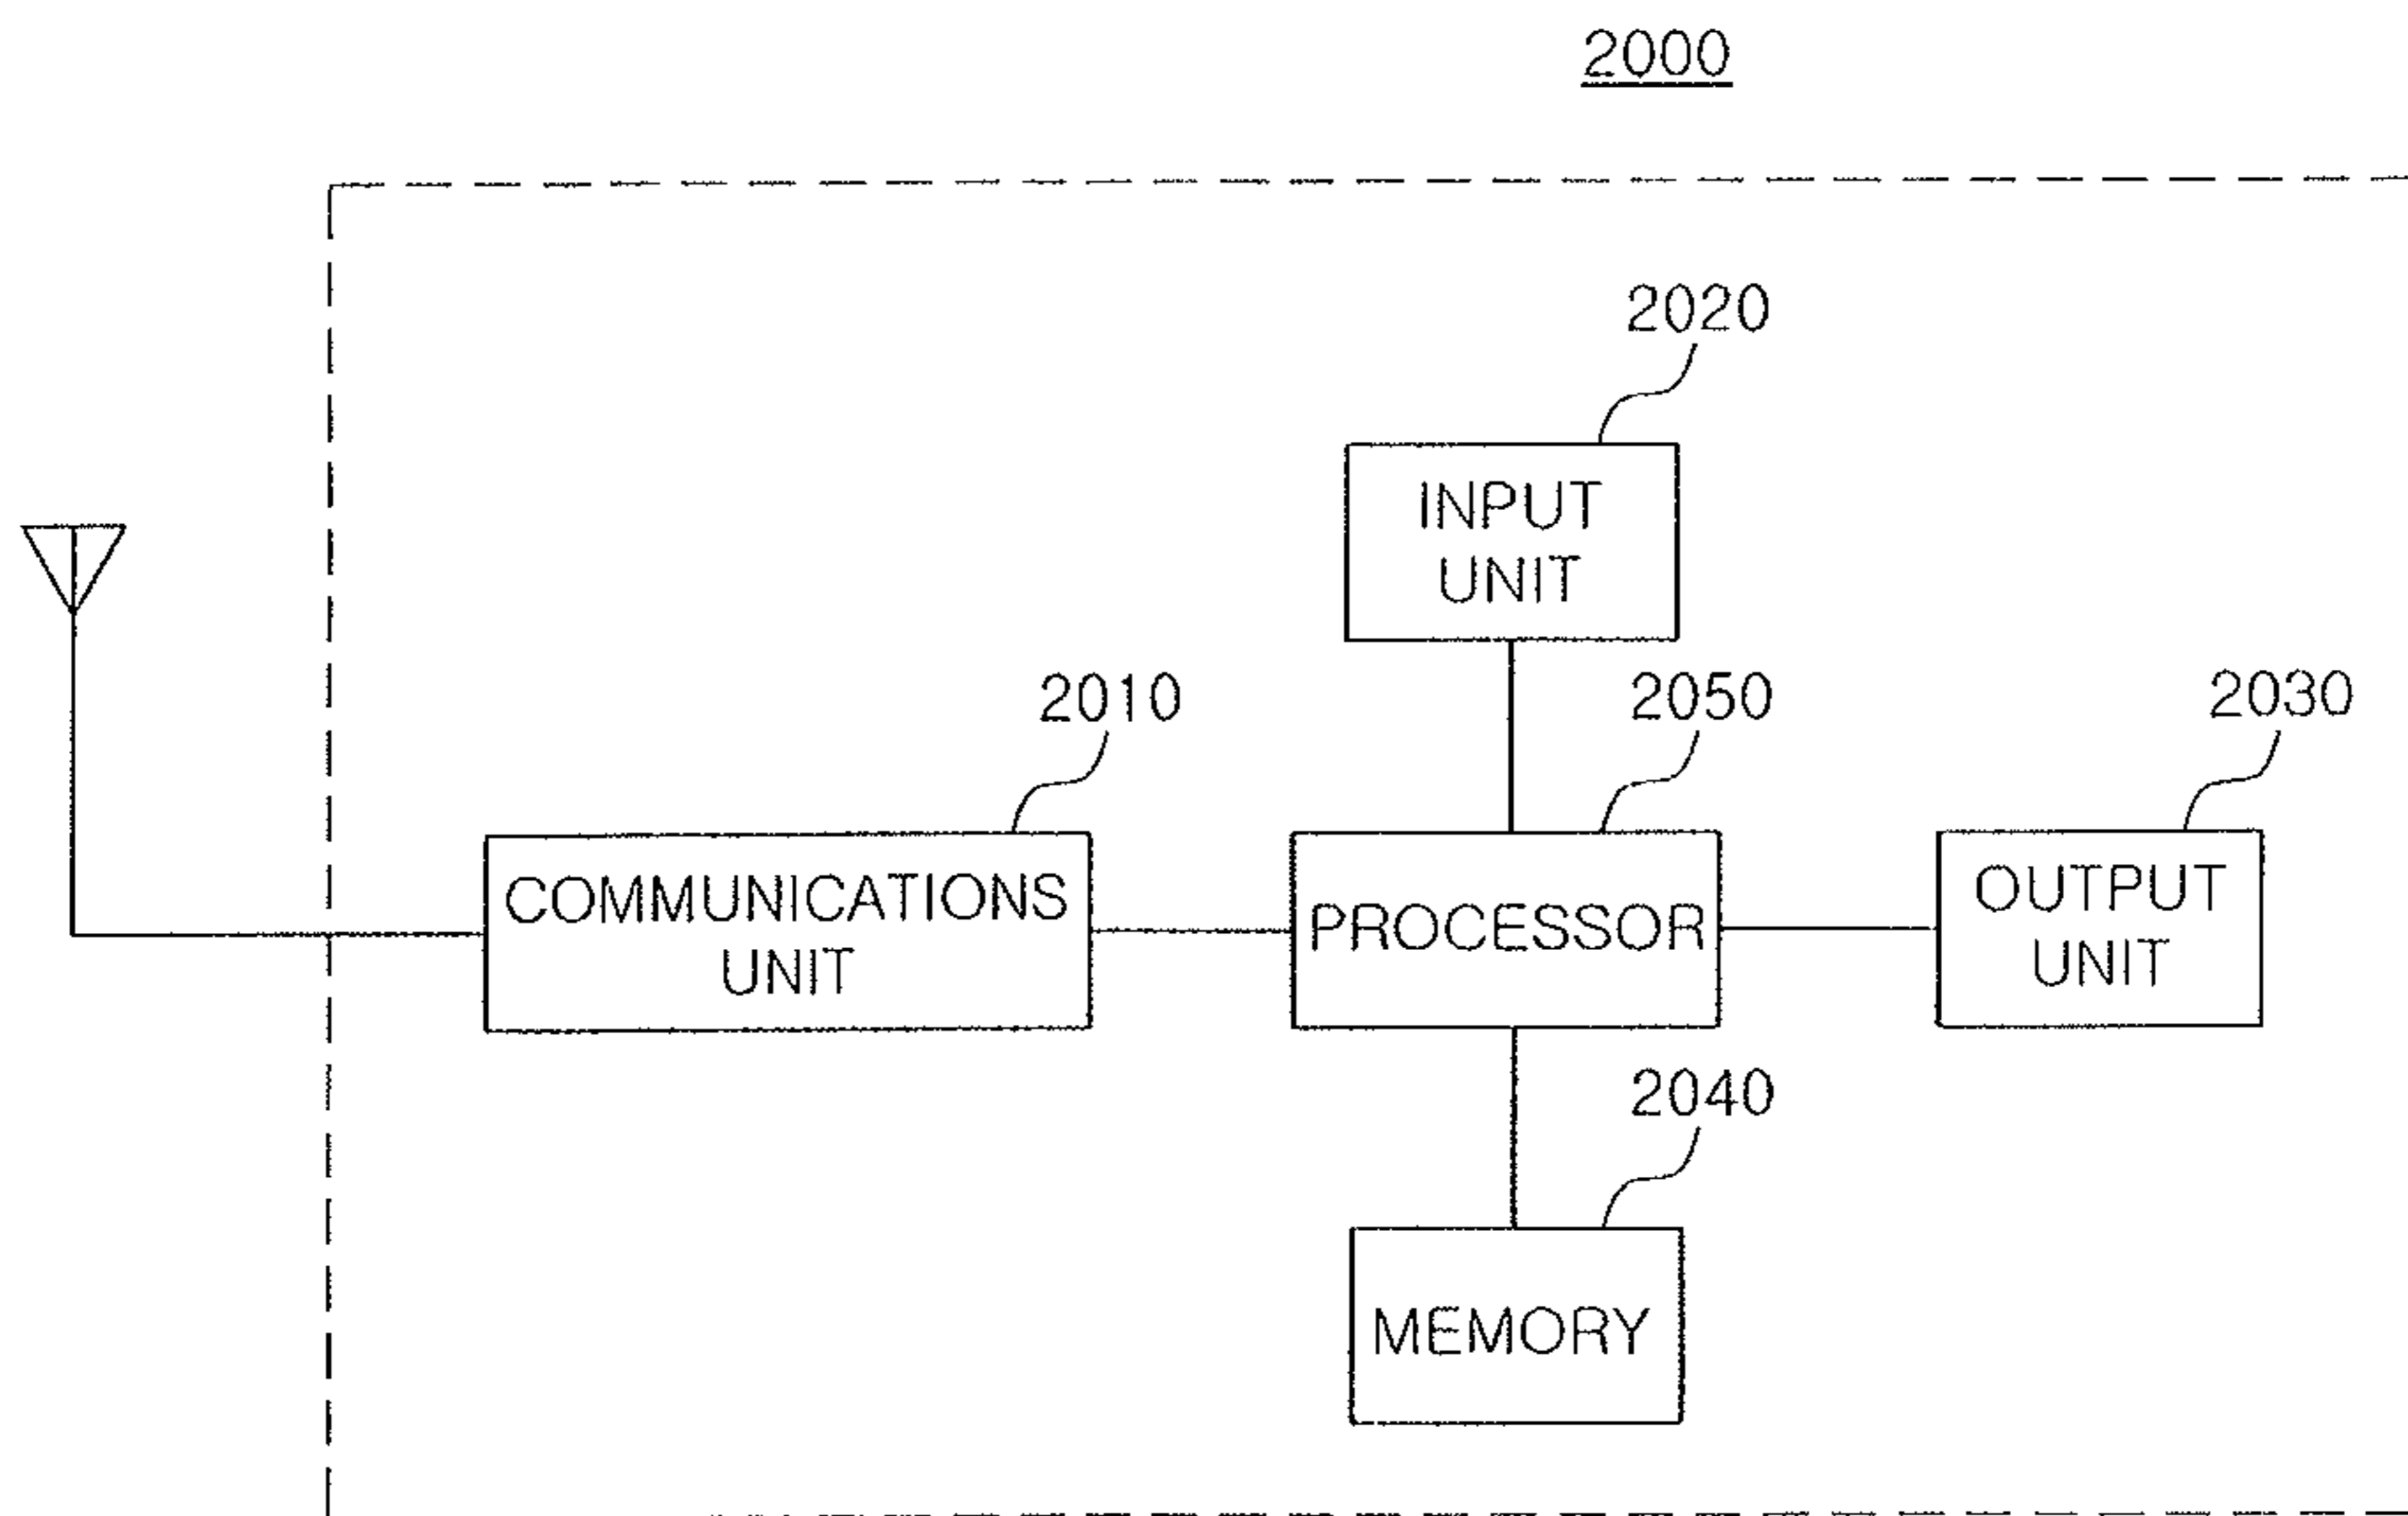 2000
2020
INPUT
UNIT
2010
2050
2030
COMMUNICATIONS
UNIT
PROCESSOR
OUTPUT
UNIT
2040
MEMORY